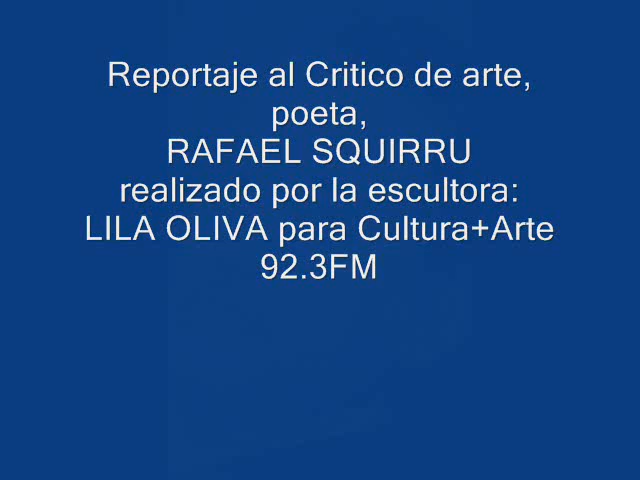 Reportaje al Critico de arte,
poeta,
RAFAEL SQUIRRU
realizado por la escultora:
LILA OLIVA para Cultura+Arte
92.3FM